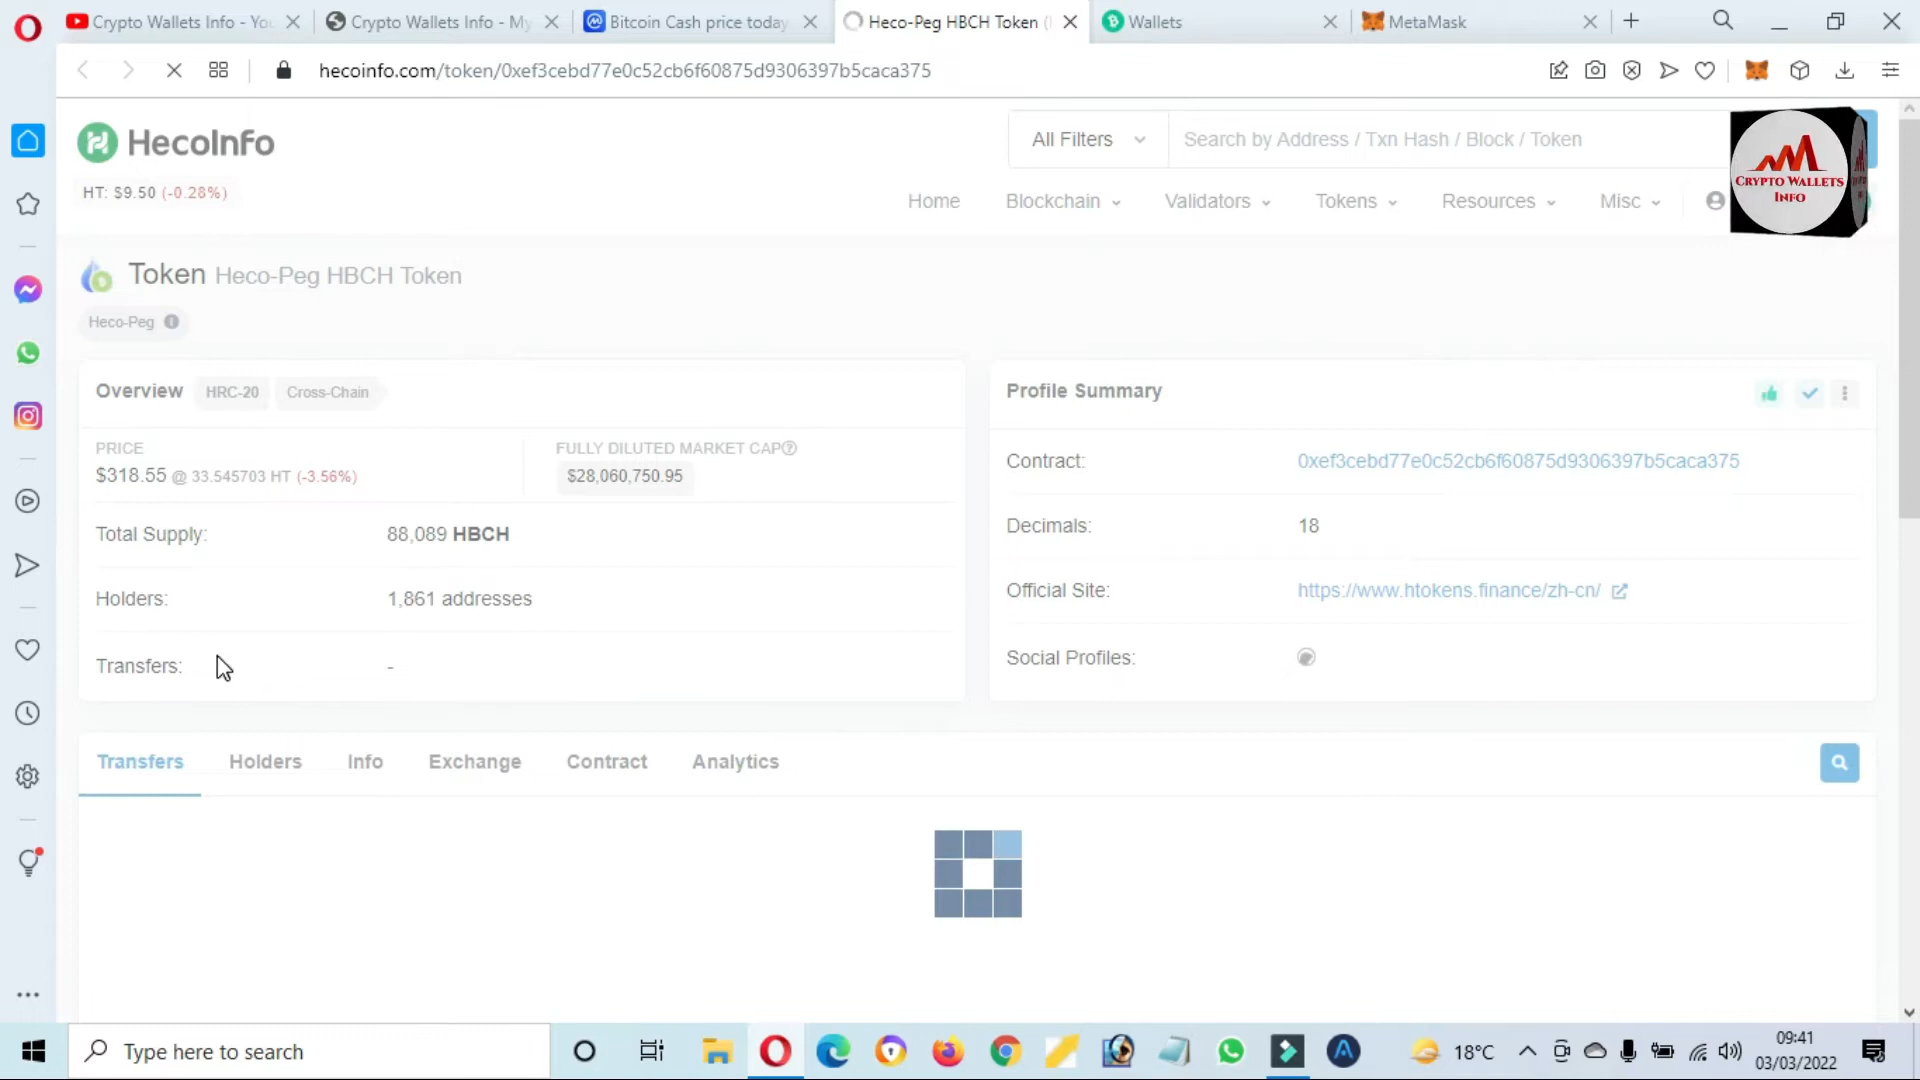 Crypto Wallets Info - You
Crypto Wallets Info - My
Bitcoin Cash price today
Heco-Peg HBCH Token (
Wallets
MetaMask
hecoinfo.com/token/0xef3cebd77e0c52cb6f60875d9306397b5caca375
HecoInfo
All Filters
Search by Address / Txn Hash / Block / Token
HT: $9.50 (-0.28%)
Home
Blockchain
Validators
Tokens
Resources
Misc
CRYPTO WALLETS
INFO
Token Heco-Peg HBCH Token
Heco-Peg
Overview HRC-20 Cross-Chain
PRICE
$318.55 @ 33.545703 HT (-3.56%)
FULLY DILUTED MARKET CAP
$28,060,750.95
Total Supply: 88,089 HBCH
Holders: 1,861 addresses
Transfers: -
Profile Summary
Contract: 0xef3cebd77e0c52cb6f60875d9306397b5caca375
Decimals: 18
Official Site: https://www.htokens.finance/zh-cn/
Social Profiles:
Transfers Holders Info Exchange Contract Analytics
Type here to search
18°C
09:41
03/03/2022